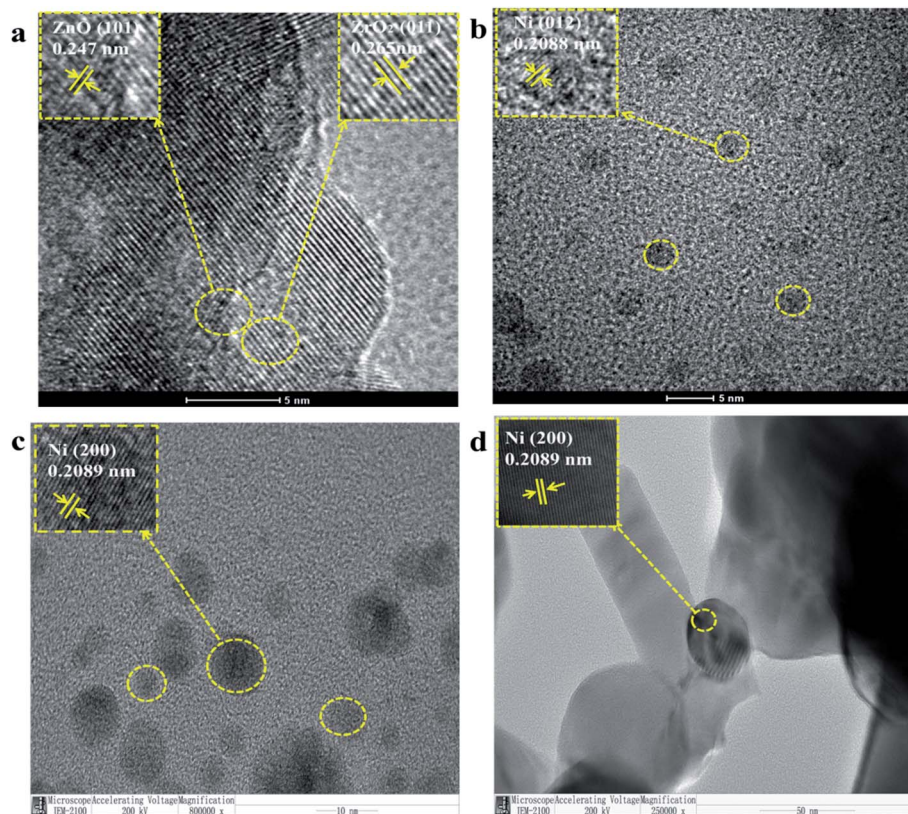 a
ZnO (101)
0.247 nm
ZrO₂ (011)
0.265nm
5 nm
b
Ni (012)
0.2088 nm
5 nm
c
Ni (200)
0.2089 nm
Microscope Accelerating Voltage Magnification
JEM-2100 200 kV 800000 x 10 nm
d
Ni (200)
0.2089 nm
Microscope Accelerating Voltage Magnification
JEM-2100 200 kV 250000 x 50 nm